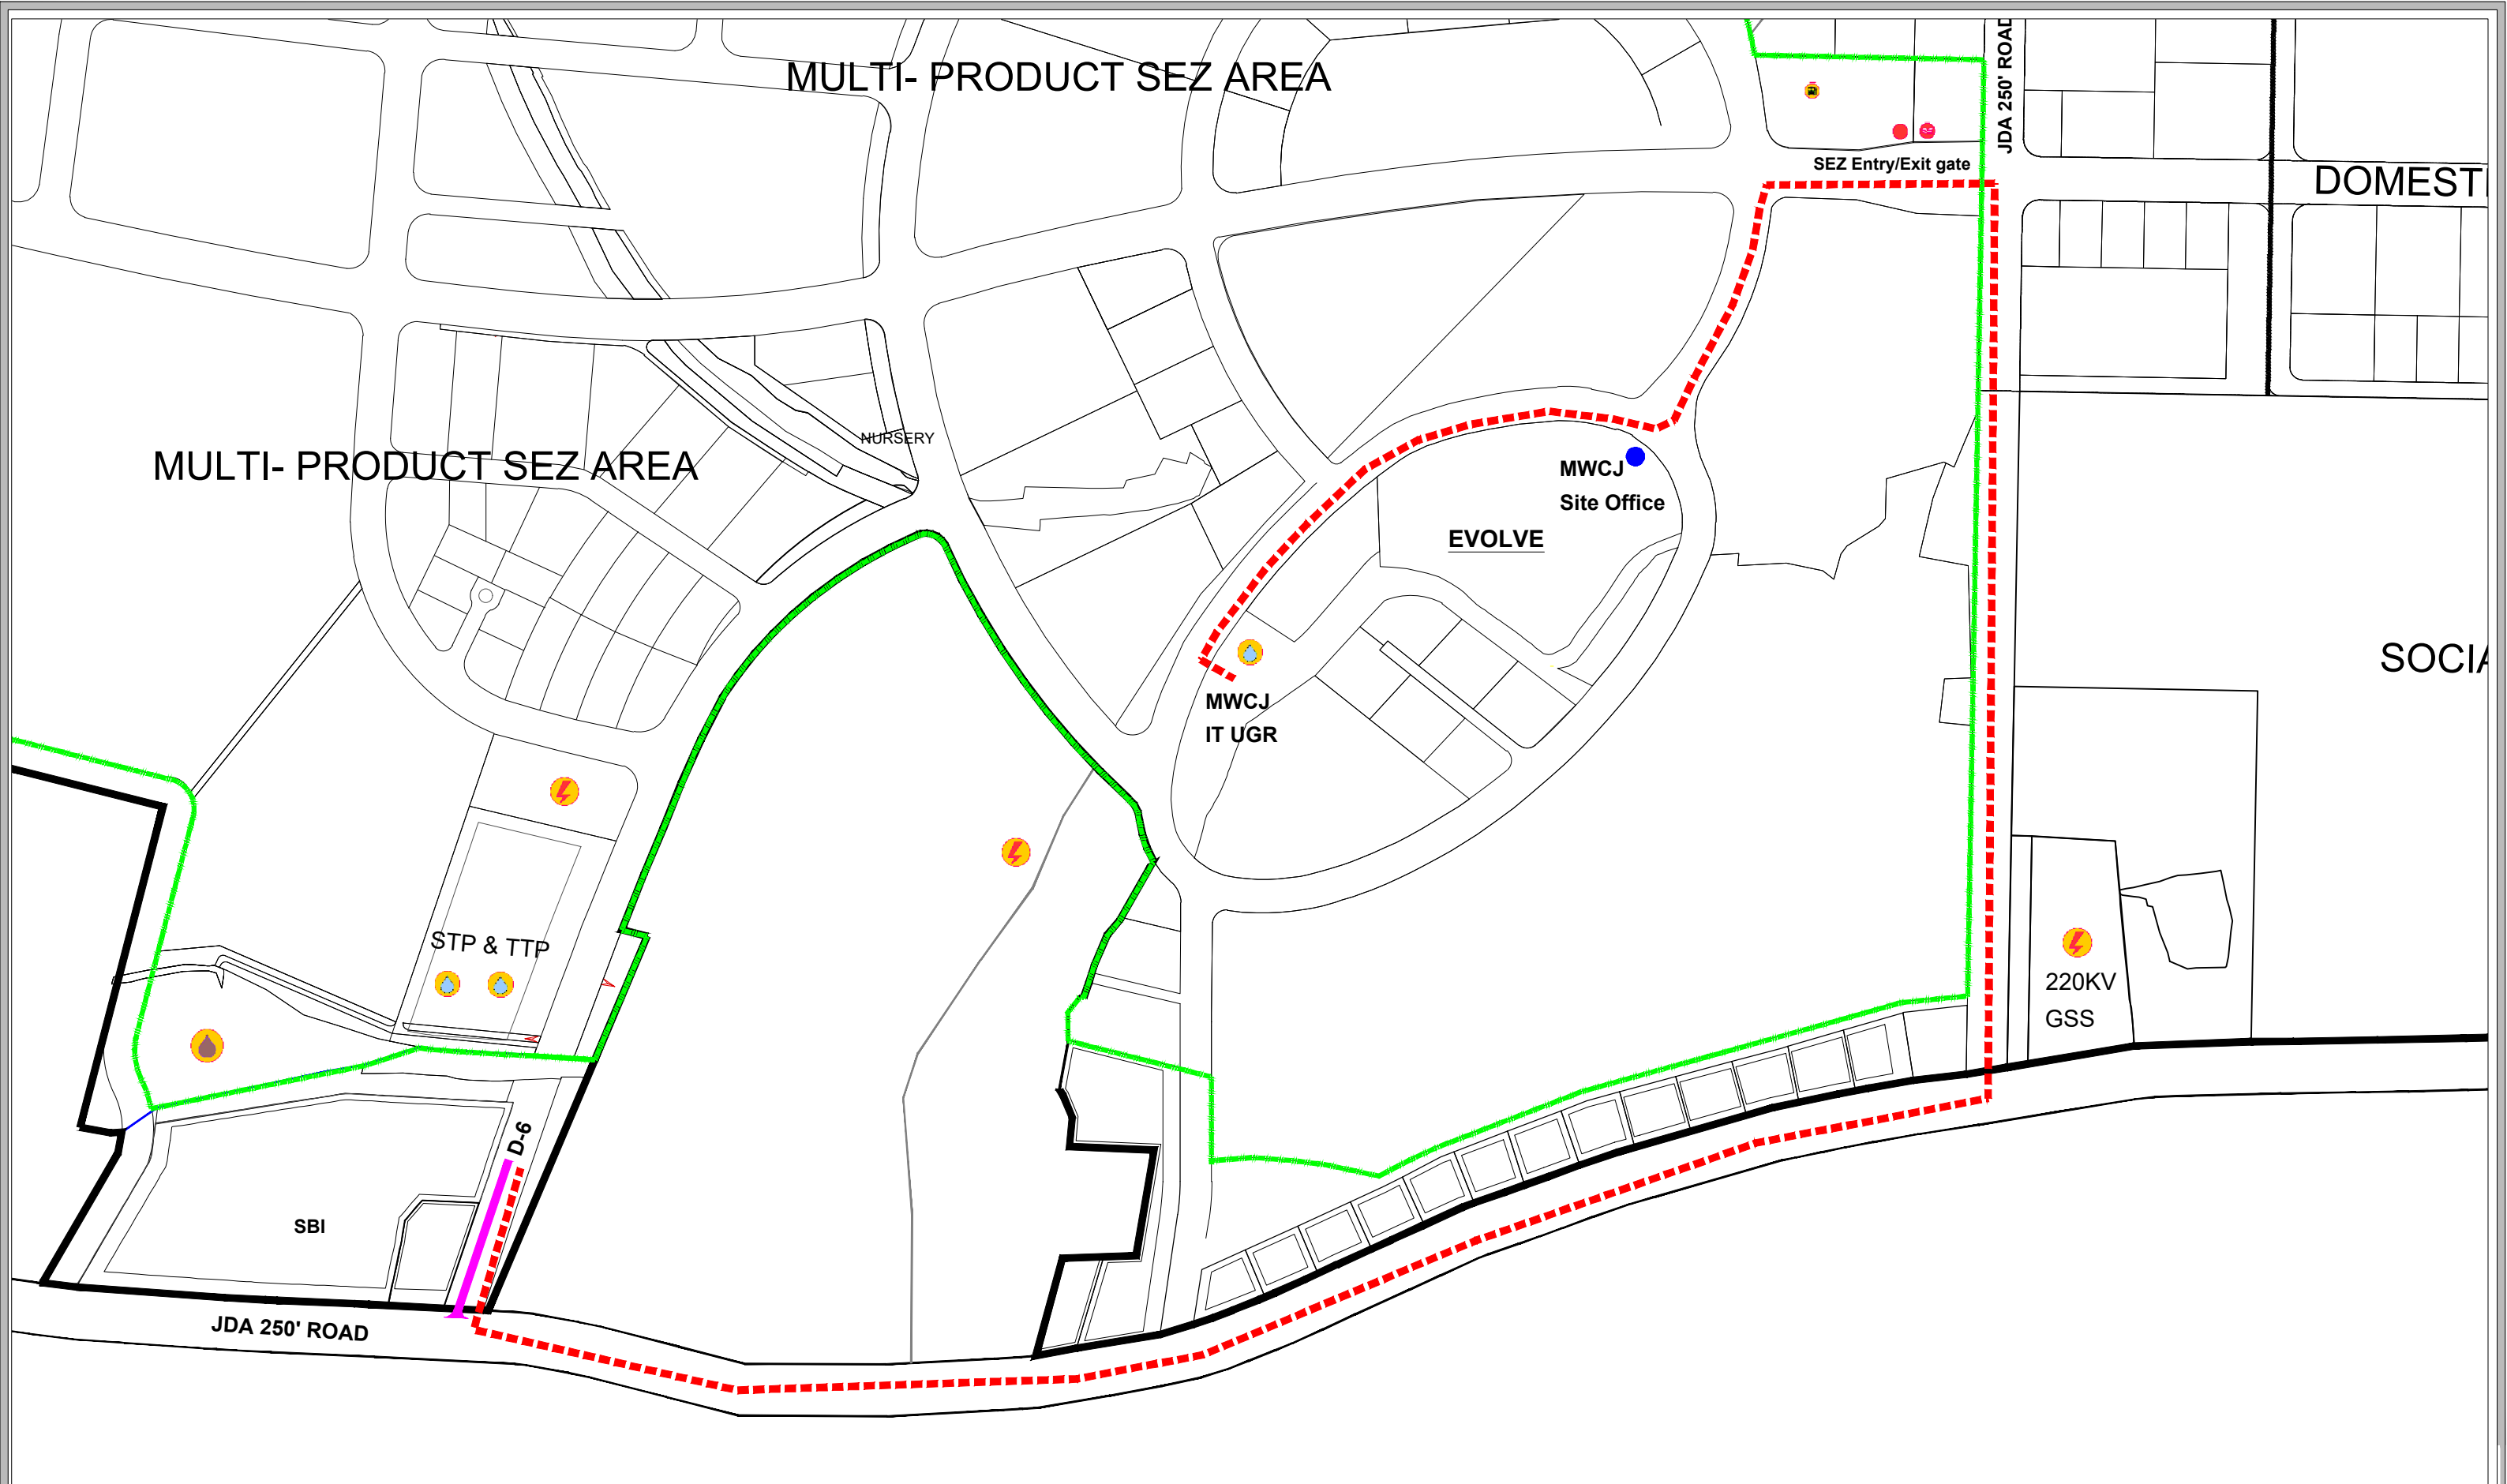 MULTI- PRODUCT SEZ AREA
JDA 250' ROAD
SEZ Entry/Exit gate
DOMESTI
NURSERY
MULTI- PRODUCT SEZ AREA
MWCJ
Site Office
EVOLVE
SOCIA
MWCJ
IT UGR
STP & TTP
220KV
GSS
D-6
SBI
JDA 250' ROAD